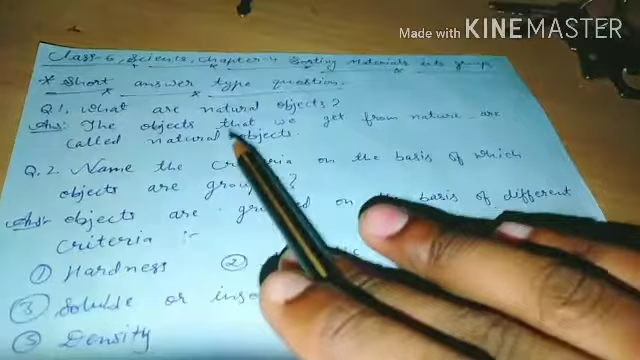 Made with KINEMASTER
Class-6, Science, Chapter-4 Sorting Materials into group
* Short answer type question.
Q.1. What are natural objects?
Ans: The objects that we get from nature are
called natural objects.
Q.2. Name the criteria on the basis of which
objects are ?
Ans: objects are on the basis of different
Criteria :-
① Hardness ②
③ Soluble or
⑤ Density